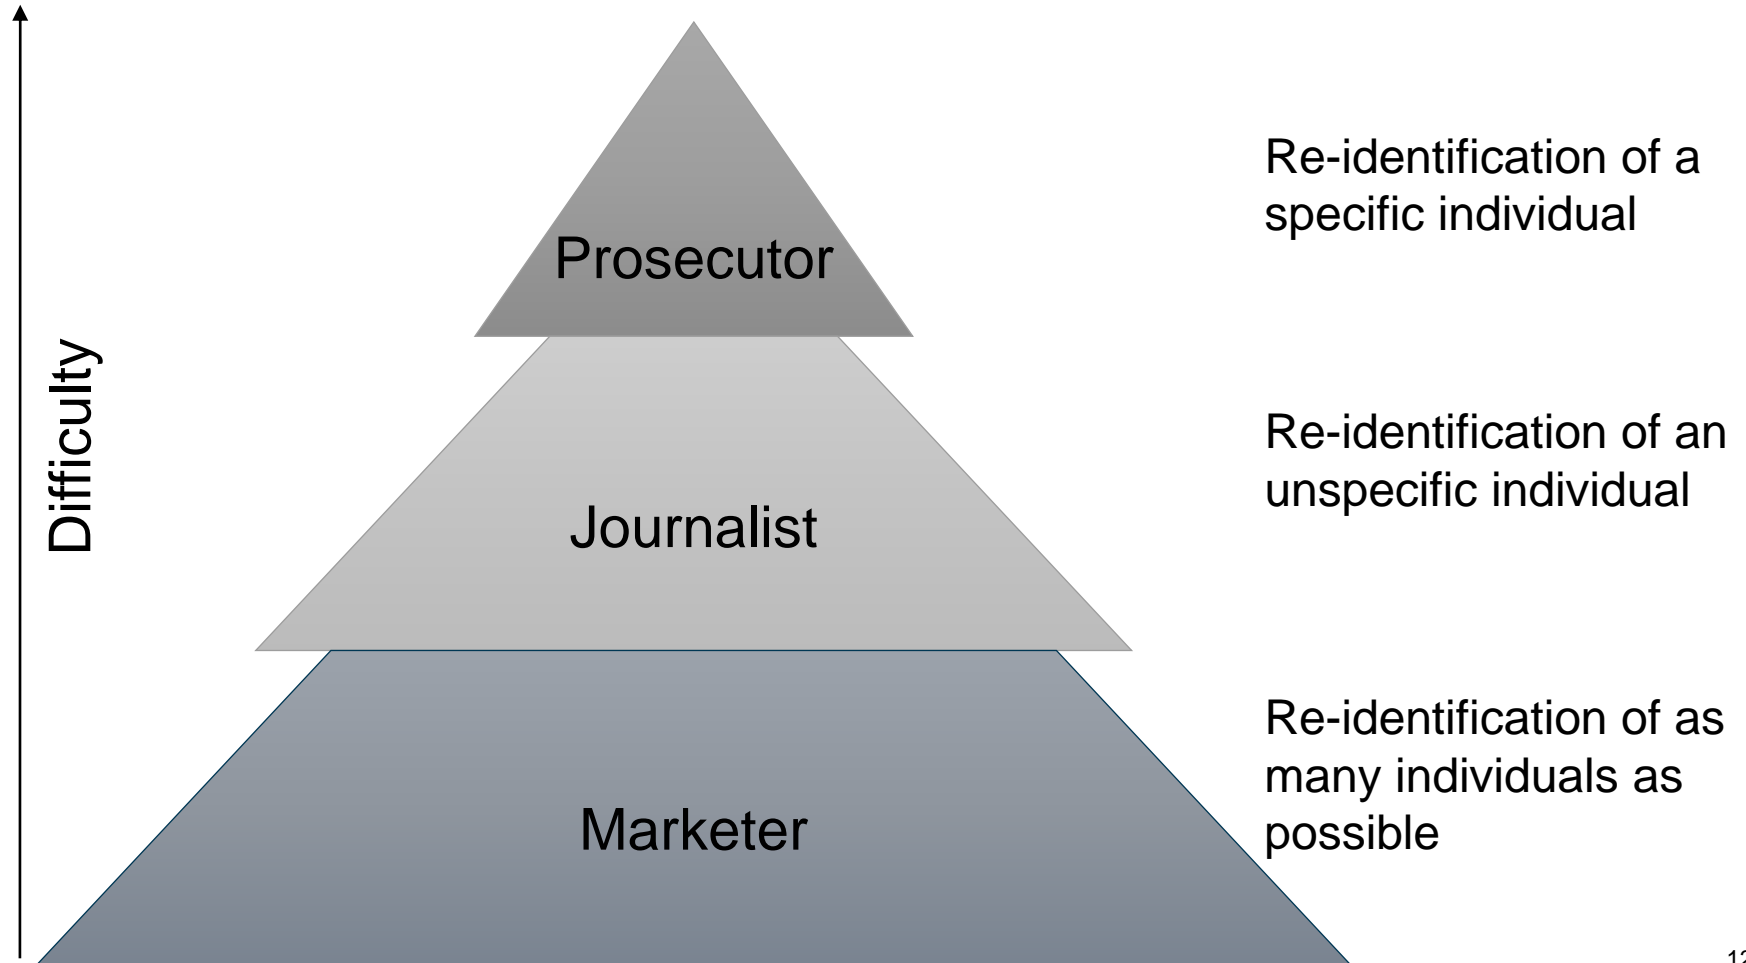 Difficulty
Prosecutor
Re-identification of a
specific individual
Journalist
Re-identification of an
unspecific individual
Marketer
Re-identification of as
many individuals as
possible
12